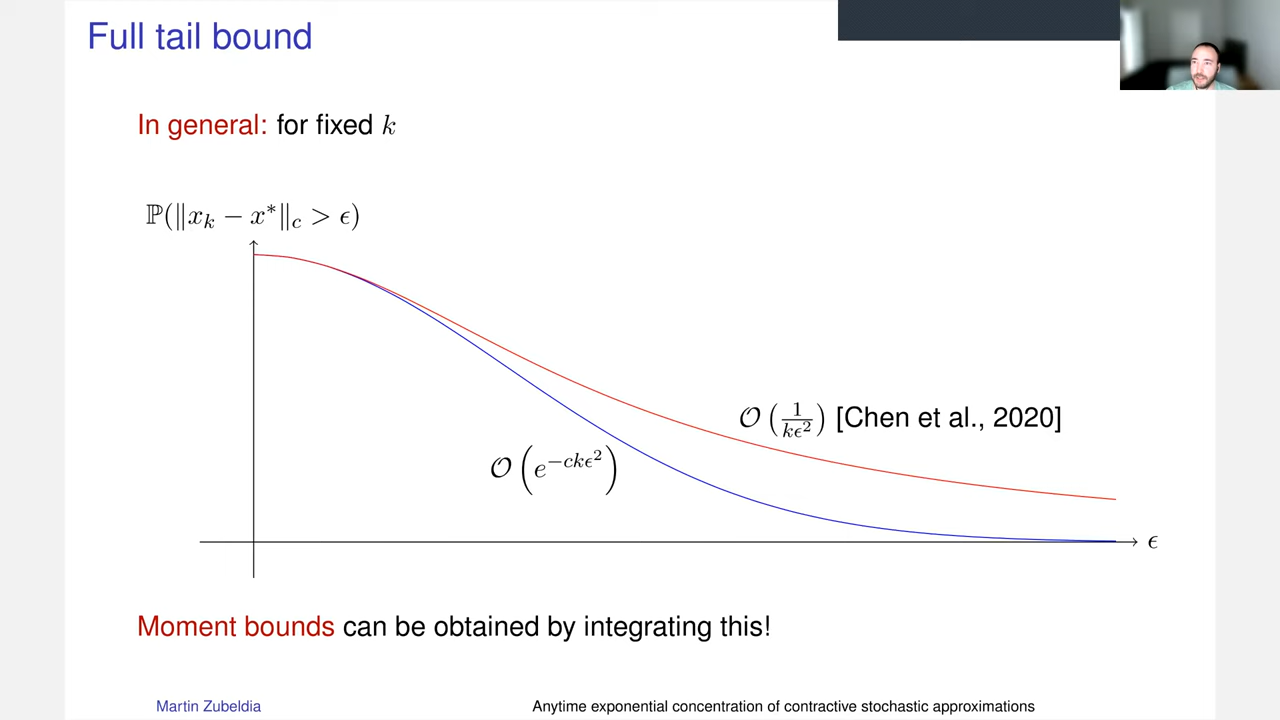 Full tail bound
In general: for fixed k
ℙ(‖x_k − x*‖_c > ϵ)
𝒪(1/(kϵ²)) [Chen et al., 2020]
𝒪(e^{−ckϵ²})
ϵ
Moment bounds can be obtained by integrating this!
Martin Zubeldia Anytime exponential concentration of contractive stochastic approximations